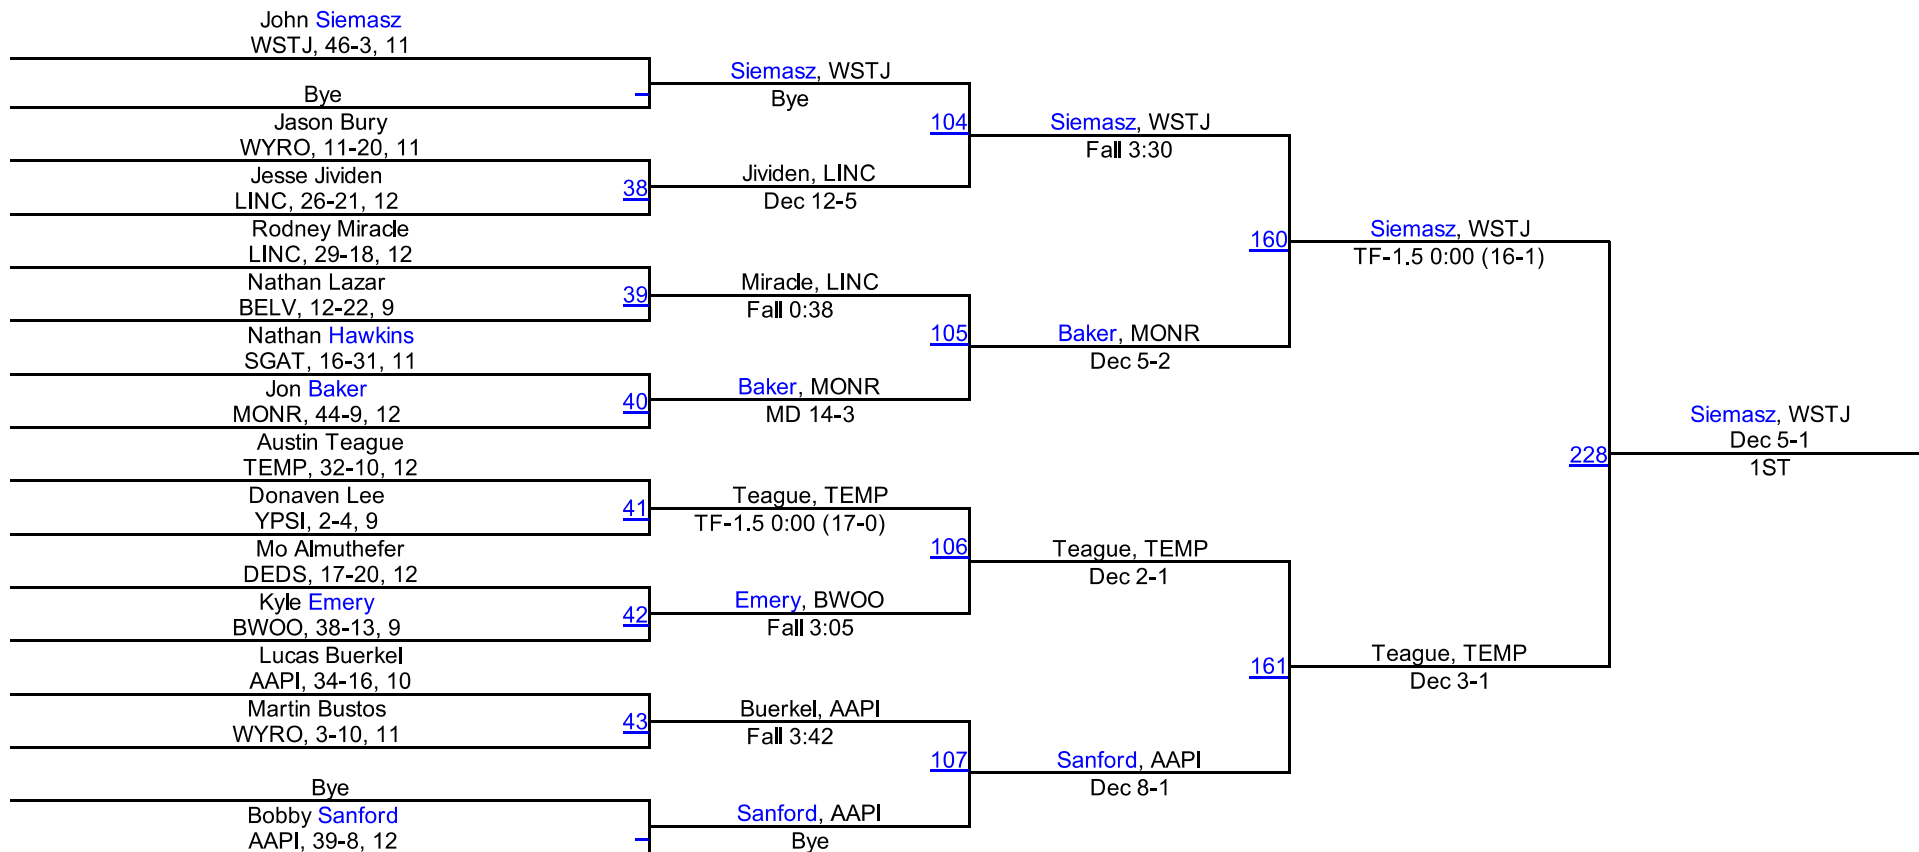 John Siemasz
WSTJ, 46-3, 11
Bye
Jason Bury
WYRO, 11-20, 11
Jesse Jividen
LINC, 26-21, 12
38
Rodney Miracle
LINC, 29-18, 12
Nathan Lazar
BELV, 12-22, 9
39
Nathan Hawkins
SGAT, 16-31, 11
Jon Baker
MONR, 44-9, 12
40
Austin Teague
TEMP, 32-10, 12
Donaven Lee
YPSI, 2-4, 9
41
Mo Almuthefer
DEDS, 17-20, 12
Kyle Emery
BWOO, 38-13, 9
42
Lucas Buerkel
AAPI, 34-16, 10
Martin Bustos
WYRO, 3-10, 11
43
Bye
Bobby Sanford
AAPI, 39-8, 12
Siemasz, WSTJ
Bye
104
Jividen, LINC
Dec 12-5
Miracle, LINC
Fall 0:38
105
Baker, MONR
MD 14-3
Teague, TEMP
TF-1.5 0:00 (17-0)
106
Emery, BWOO
Fall 3:05
Buerkel, AAPI
Fall 3:42
107
Sanford, AAPI
Bye
Siemasz, WSTJ
Fall 3:30
160
Baker, MONR
Dec 5-2
Teague, TEMP
Dec 2-1
161
Sanford, AAPI
Dec 8-1
Siemasz, WSTJ
TF-1.5 0:00 (16-1)
228
Teague, TEMP
Dec 3-1
Siemasz, WSTJ
Dec 5-1
1ST